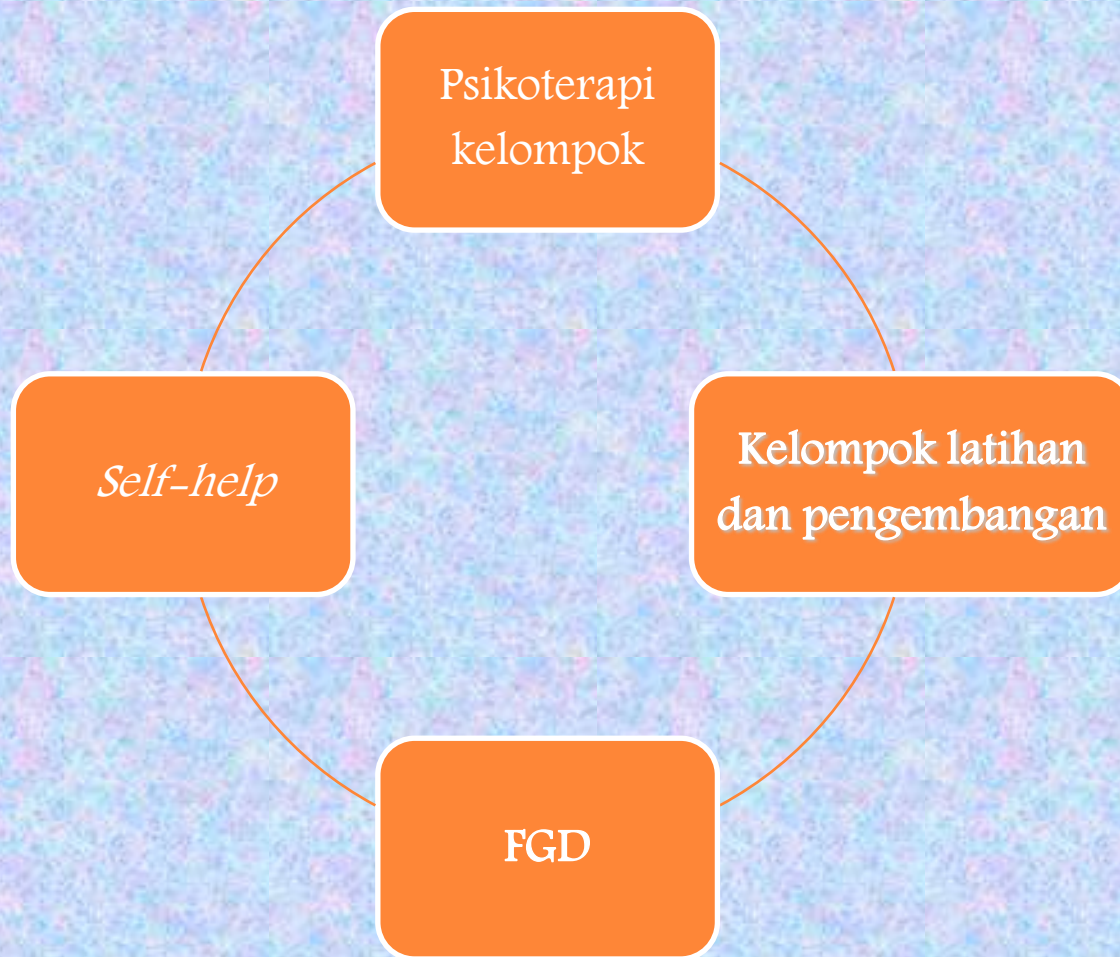 Psikoterapi
kelompok
Self-help
Kelompok latihan
dan pengembangan
FGD